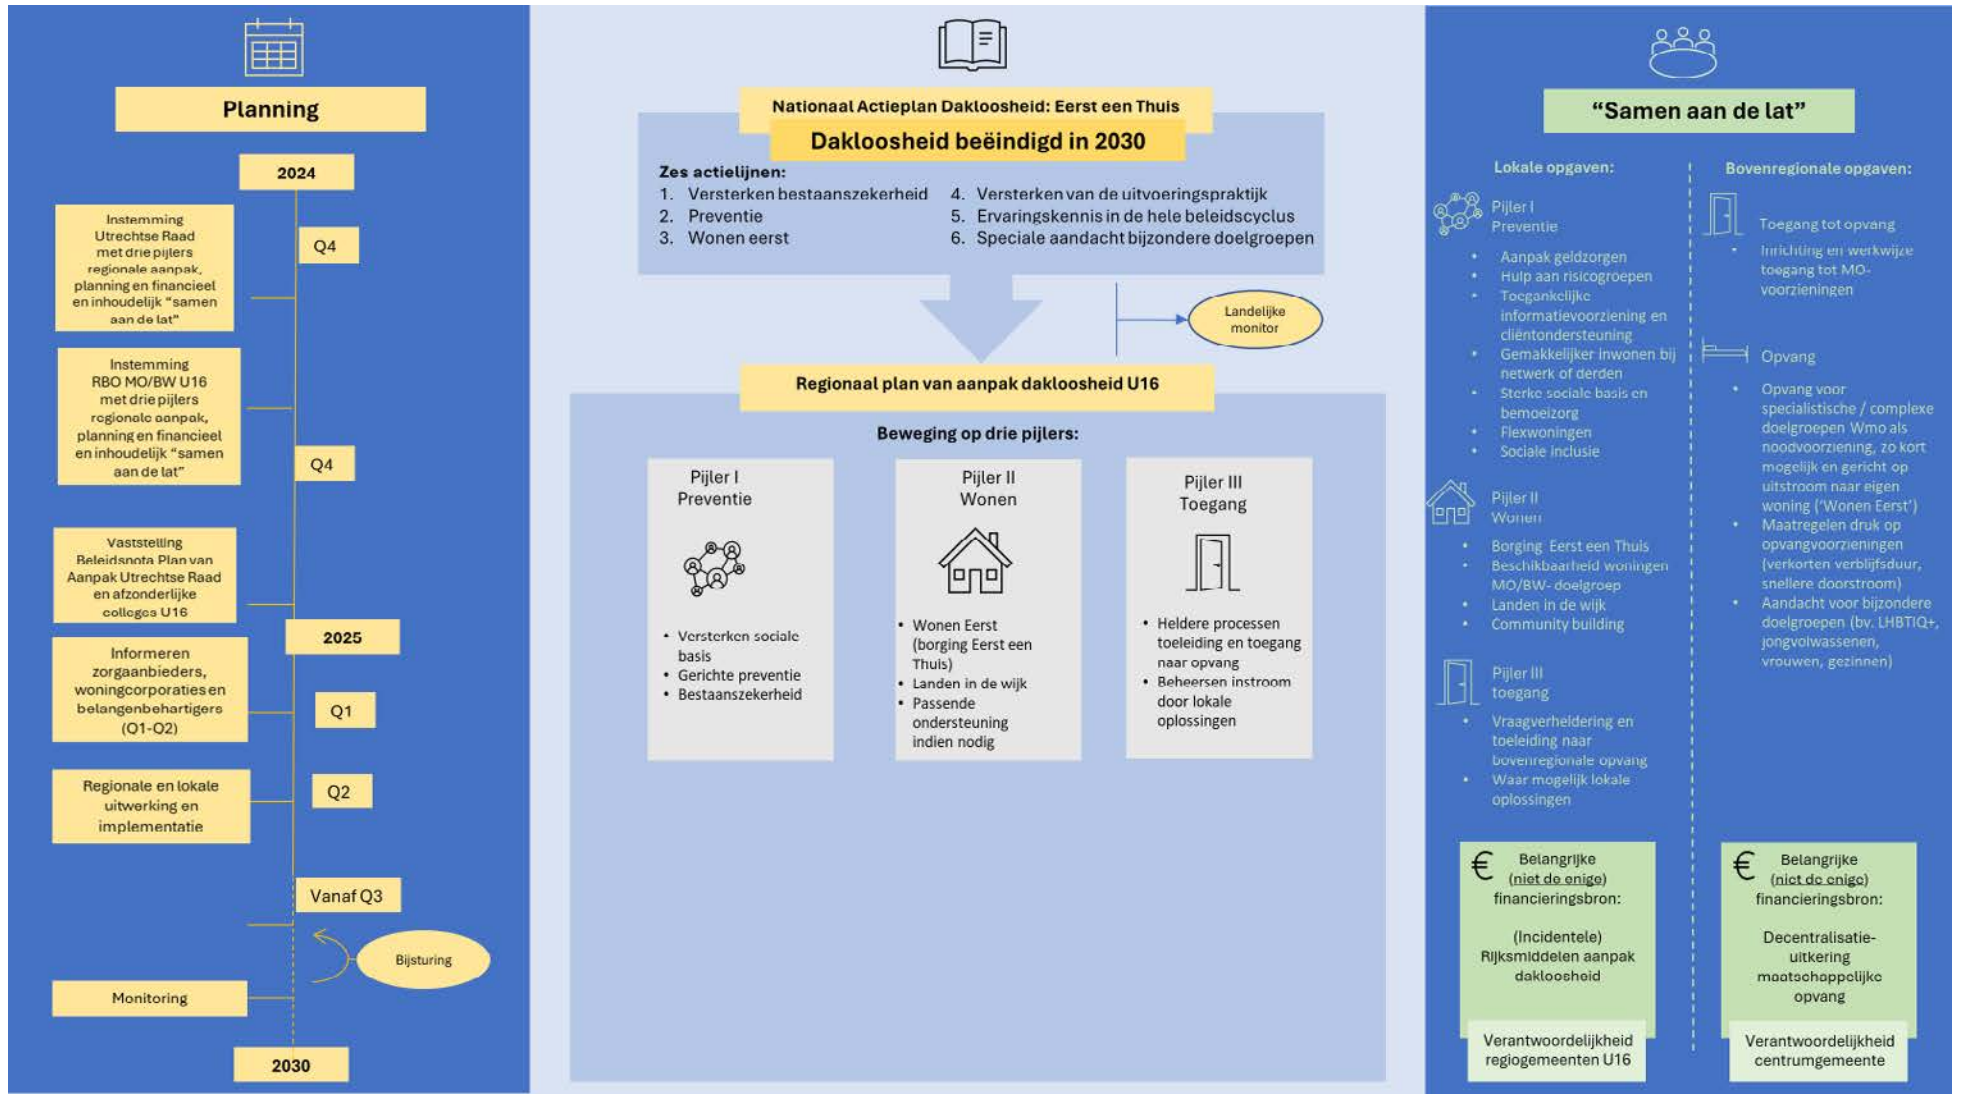 Planning
2024
Instemming
Utrechtse Raad
met drie pijlers
regionale aanpak,
planning en financieel
en inhoudelijk “samen
aan de lat”
Q4
Instemming
RBO MO/BW U16
met drie pijlers
regionale aanpak,
planning en financieel
en inhoudelijk “samen
aan de lat”
Q4
Vaststelling
Beleidsnota Plan van
Aanpak Utrechtse Raad
en afzonderlijke
colleges U16
2025
Informeren
zorgaanbieders,
woningcorporaties en
belangenbehartigers
(Q1-Q2)
Q1
Regionale en lokale
uitwerking en
implementatie
Q2
Vanaf Q3
Bijsturing
Monitoring
2030
Nationaal Actieplan Dakloosheid: Eerst een Thuis
Dakloosheid beëindigd in 2030
Zes actielijnen:
1. Versterken bestaanszekerheid
2. Preventie
3. Wonen eerst
4. Versterken van de uitvoeringspraktijk
5. Ervaringskennis in de hele beleidscyclus
6. Speciale aandacht bijzondere doelgroepen
Landelijke
monitor
Regionaal plan van aanpak dakloosheid U16
Beweging op drie pijlers:
Pijler I
Preventie
• Versterken sociale
basis
• Gerichte preventie
• Bestaanszekerheid
Pijler II
Wonen
• Wonen Eerst
(borging Eerst een
Thuis)
• Landen in de wijk
• Passende
ondersteuning
indien nodig
Pijler III
Toegang
• Heldere processen
toeleiding en toegang
naar opvang
• Beheersen instroom
door lokale
oplossingen
“Samen aan de lat”
Lokale opgaven:
Pijler I
Preventie
• Aanpak geldzorgen
• Hulp aan risicogroepen
• Toegankelijke
informatievoorziening en
cliëntondersteuning
• Gemakkelijker inwonen bij
netwerk of derden
• Sterke sociale basis en
bemoeizorg
• Flexwoningen
• Sociale inclusie
Pijler II
Wonen
• Borging Eerst een Thuis
• Beschikbaarheid woningen
MO/BW- doelgroep
• Landen in de wijk
• Community building
Pijler III
toegang
• Vraagverheldering en
toeleiding naar
bovenregionale opvang
• Waar mogelijk lokale
oplossingen
€ Belangrijke
(niet de enige)
financieringsbron:
(Incidentele)
Rijksmiddelen aanpak
dakloosheid
Verantwoordelijkheid
regiogemeenten U16
Bovenregionale opgaven:
Toegang tot opvang
• Inrichting en werkwijze
toegang tot MO-
voorzieningen
Opvang
• Opvang voor
specialistische / complexe
doelgroepen Wmo als
noodvoorziening, zo kort
mogelijk en gericht op
uitstroom naar eigen
woning (‘Wonen Eerst’)
• Maatregelen druk op
opvangvoorzieningen
(verkorten verblijfsduur,
snellere doorstroom)
• Aandacht voor bijzondere
doelgroepen (bv. LHBTIQ+,
jongvolwassenen,
vrouwen, gezinnen)
€ Belangrijke
(niet de enige)
financieringsbron:
Decentralisatie-
uitkering
maatschappelijke
opvang
Verantwoordelijkheid
centrumgemeente